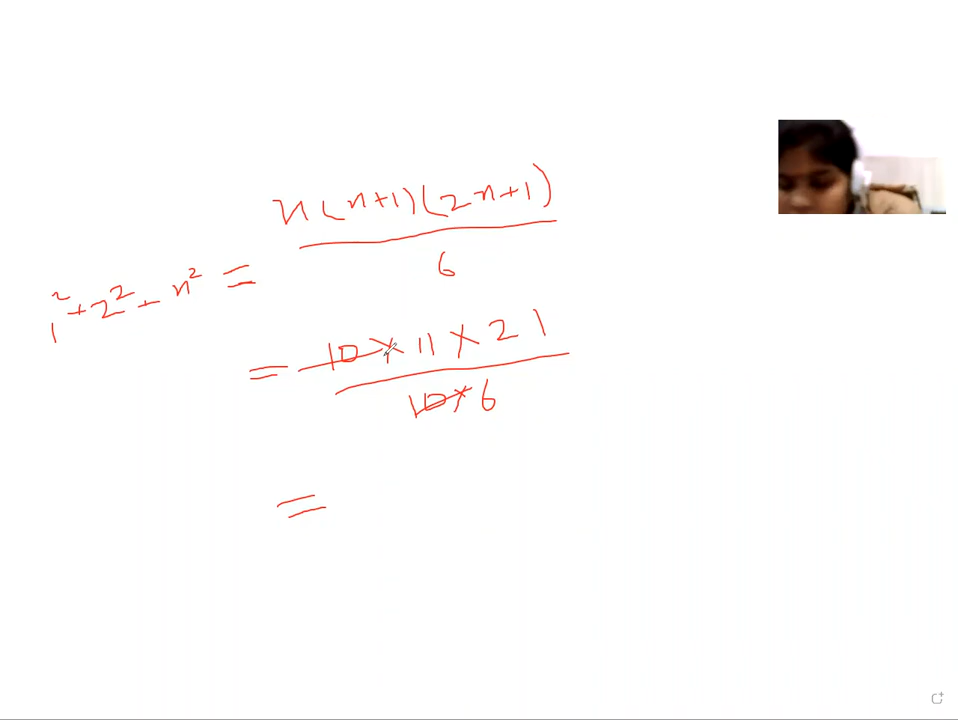 1² + 2² + n² = n(n+1)(2n+1)
6
= 10 × 11 × 21
10 × 6
=